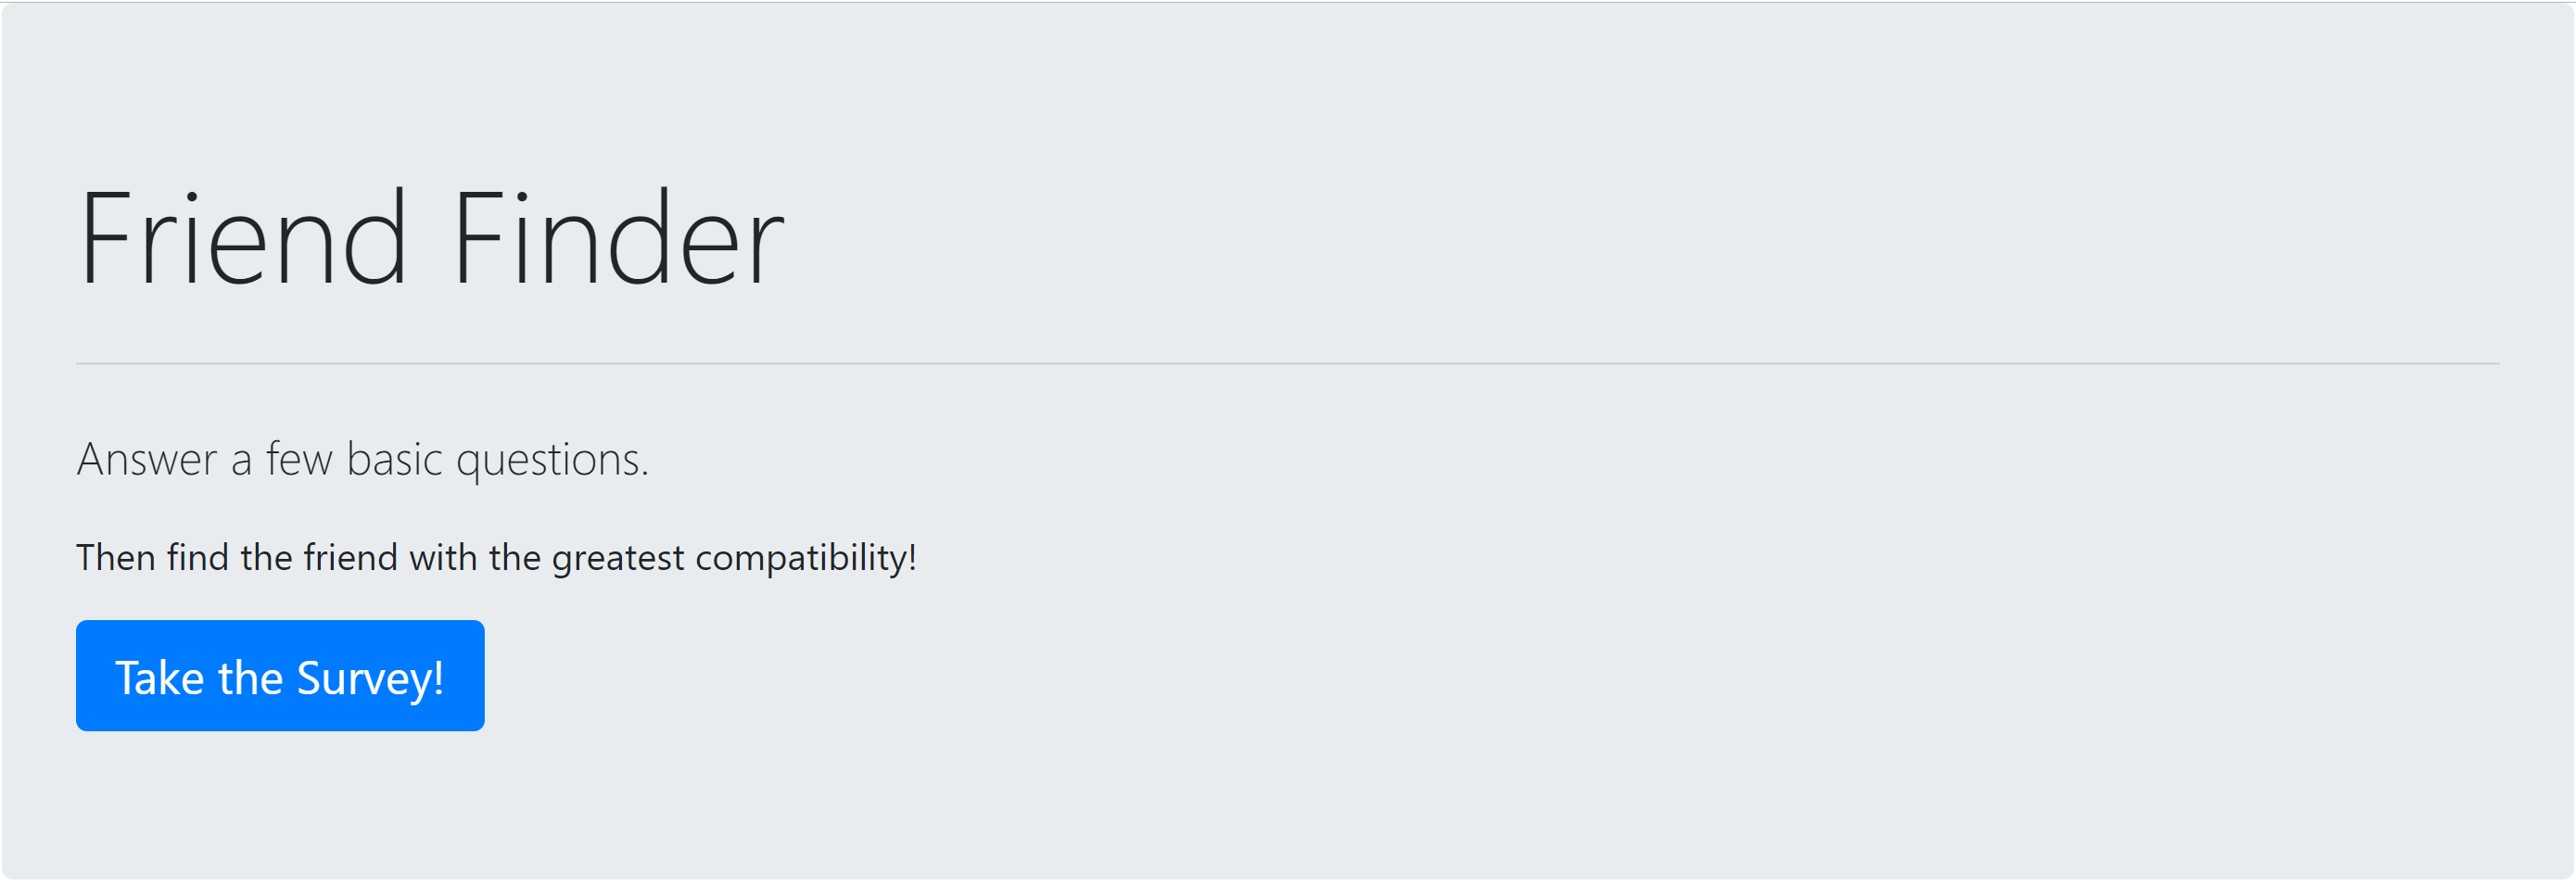 Friend Finder
Answer a few basic questions.
Then find the friend with the greatest compatibility!
Take the Survey!